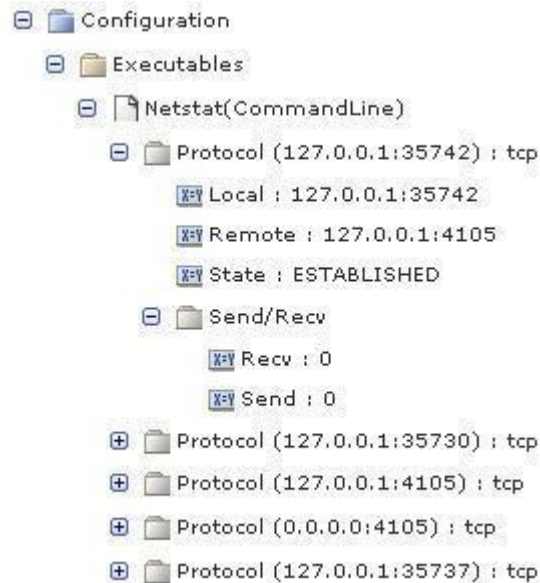 Configuration
Executables
Netstat(CommandLine)
Protocol (127.0.0.1:35742) : tcp
X=Y Local : 127.0.0.1:35742
X=Y Remote : 127.0.0.1:4105
X=Y State : ESTABLISHED
Send/Recv
X=Y Recv : 0
X=Y Send : 0
Protocol (127.0.0.1:35730) : tcp
Protocol (127.0.0.1:4105) : tcp
Protocol (0.0.0.0:4105) : tcp
Protocol (127.0.0.1:35737) : tcp